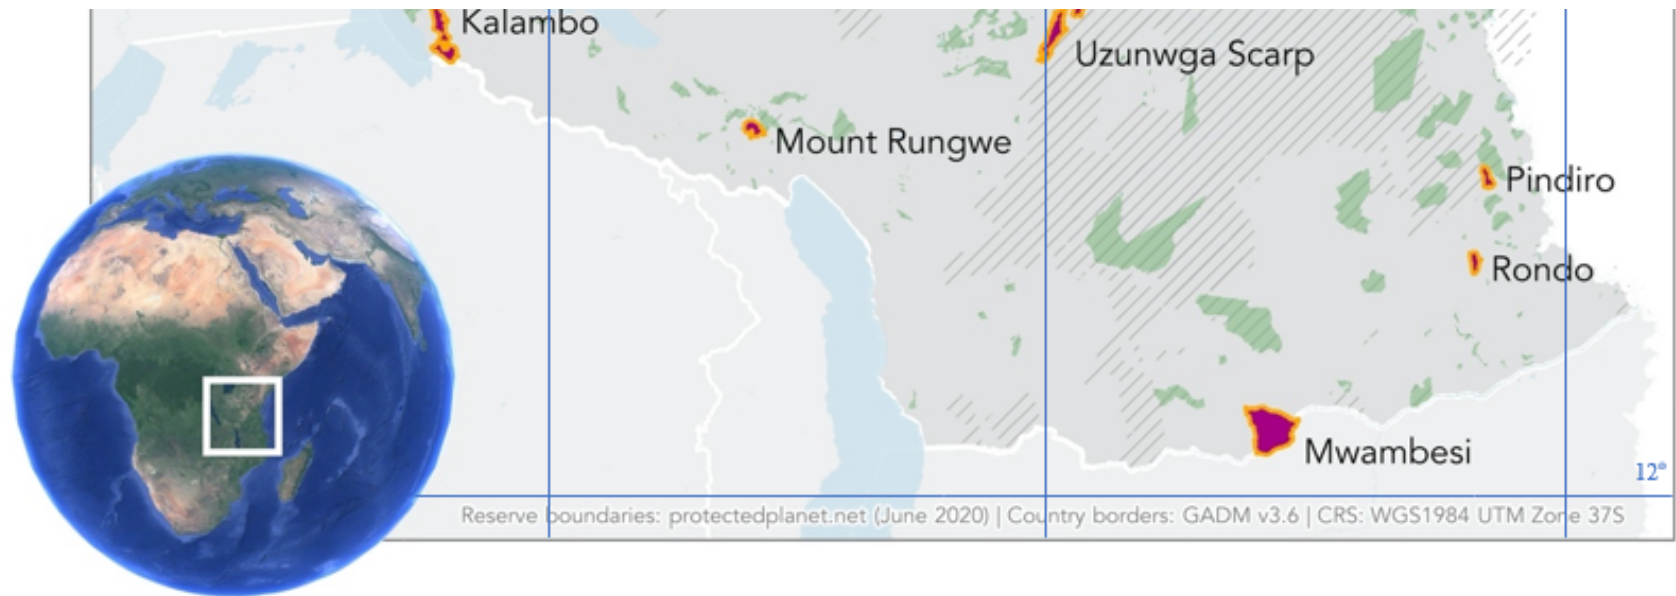 Kalambo
Uzunwga Scarp
Mount Rungwe
Pindiro
Rondo
Mwambesi
12°
Reserve boundaries: protectedplanet.net (June 2020) | Country borders: GADM v3.6 | CRS: WGS1984 UTM Zone 37S